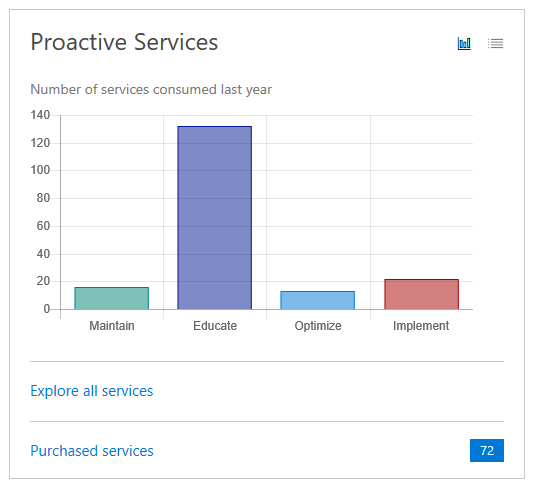 Proactive Services
Number of services consumed last year
140
120
100
80
60
40
20
0
Maintain Educate Optimize Implement
Explore all services
Purchased services 72